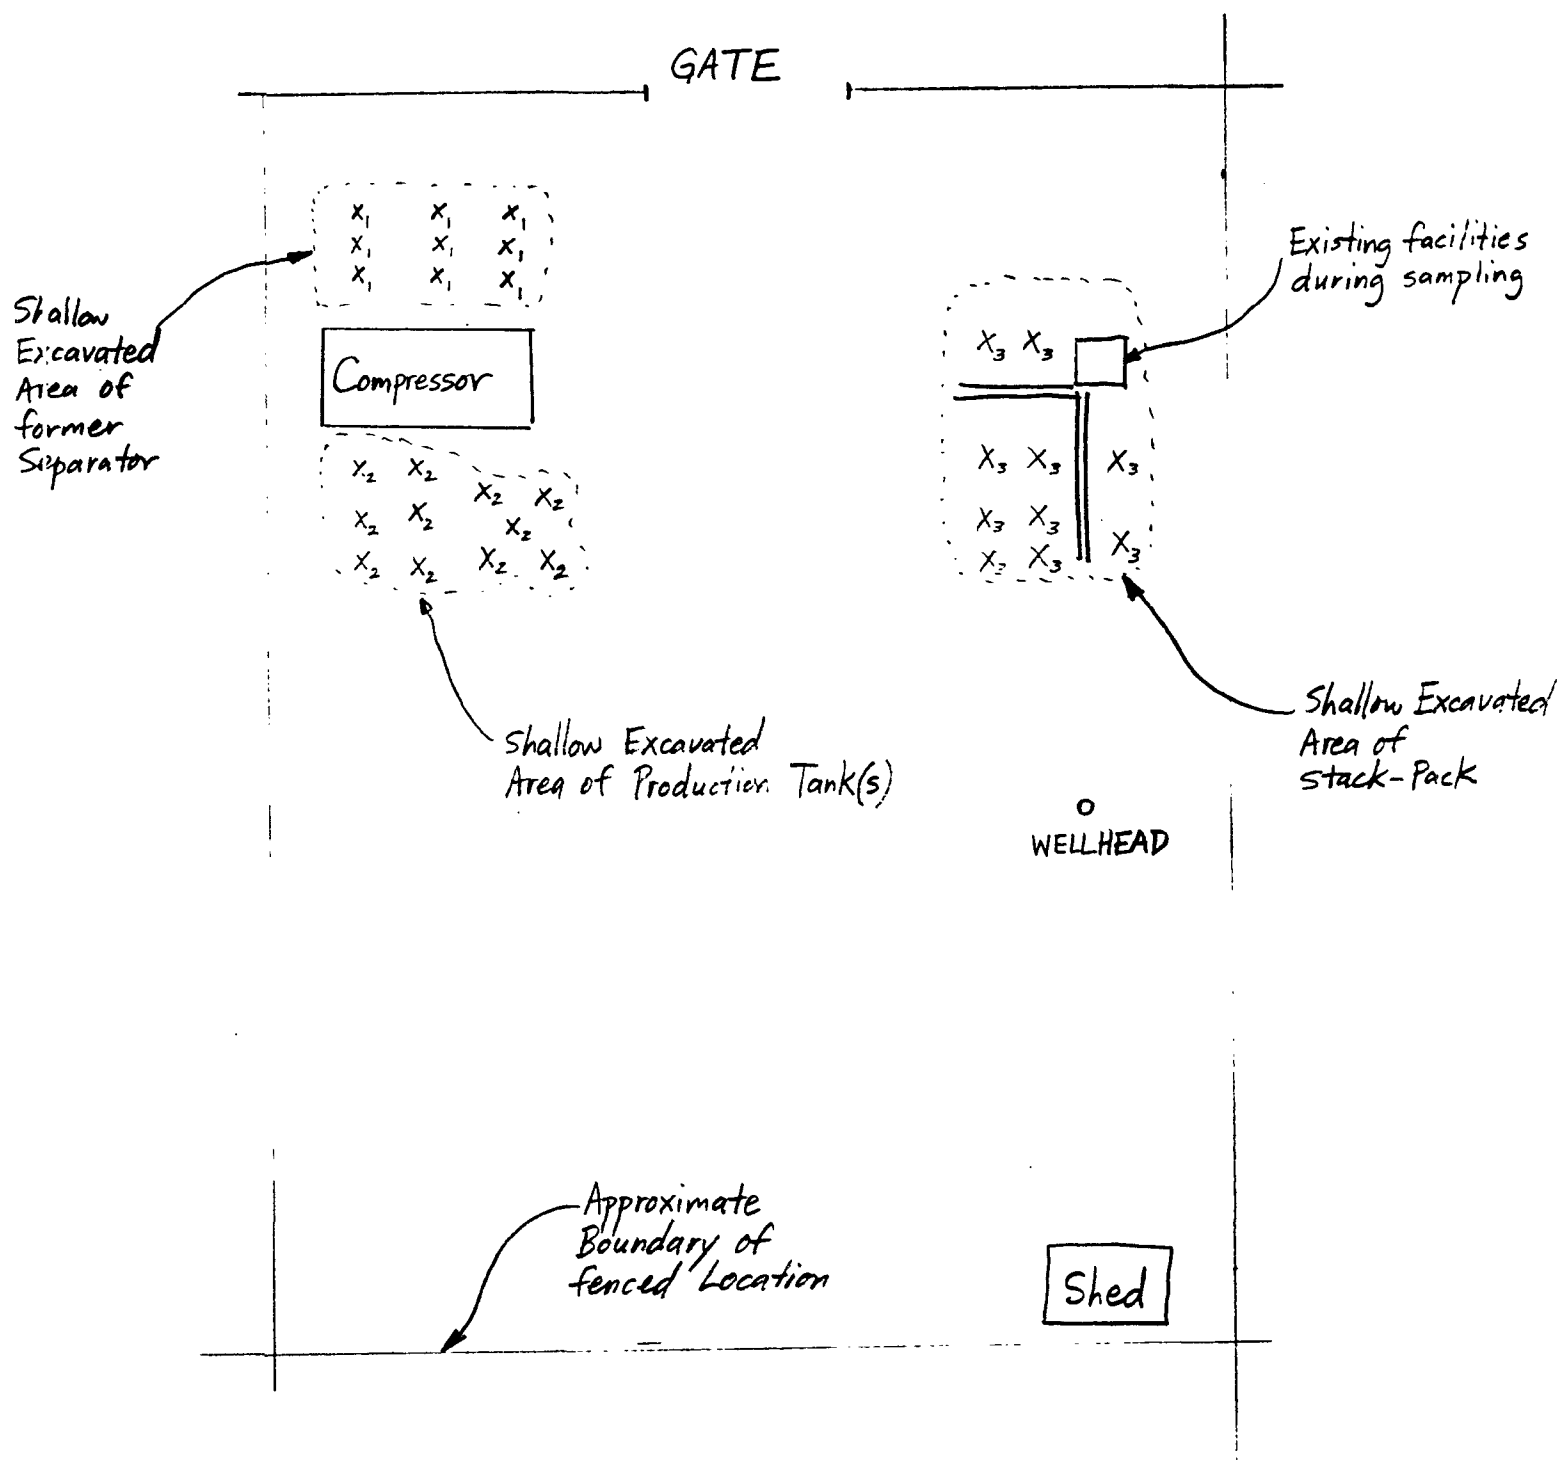 GATE
X₁ X₁ X₁
X₁ X₁ X₁
X₁ X₁ X₁
Shallow
Excavated
Area of
former
Separator
Compressor
X₂ X₂
X₂ X₂
X₂ X₂ X₂
X₂ X₂ X₂ X₂
Shallow Excavated
Area of Production Tank(s)
Existing facilities
during sampling
X₃ X₃
X₃ X₃ X₃
X₃ X₃
X₃ X₃ X₃
Shallow Excavated
Area of
Stack-Pack
WELLHEAD
Approximate
Boundary of
fenced Location
Shed